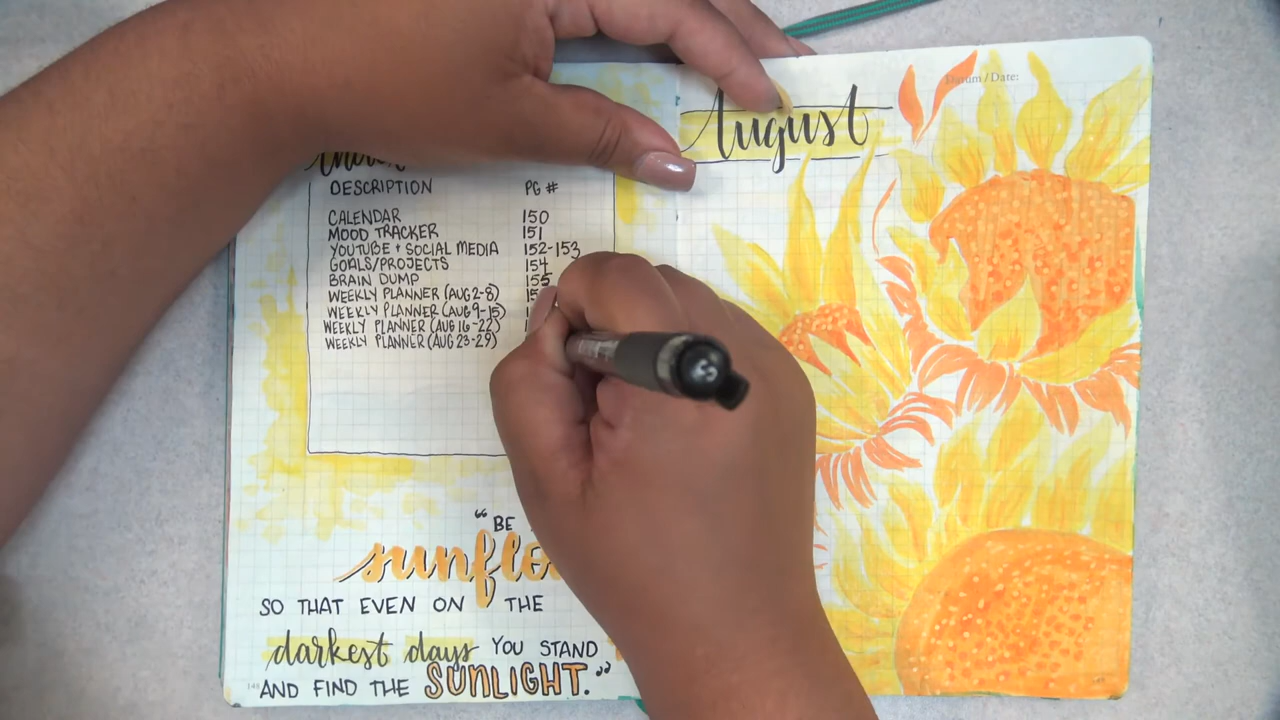 DESCRIPTION PG #
CALENDAR 150
MOOD TRACKER 151
YOUTUBE + SOCIAL MEDIA 152-153
GOALS/PROJECTS 154
BRAIN DUMP 155
WEEKLY PLANNER (AUG 2-8)
WEEKLY PLANNER (AUG 9-15)
WEEKLY PLANNER (AUG 16-22)
WEEKLY PLANNER (AUG 23-29)
"BE
SO THAT EVEN ON THE
darkest days YOU STAND
AND FIND THE SUNLIGHT."
Datum / Date:
August